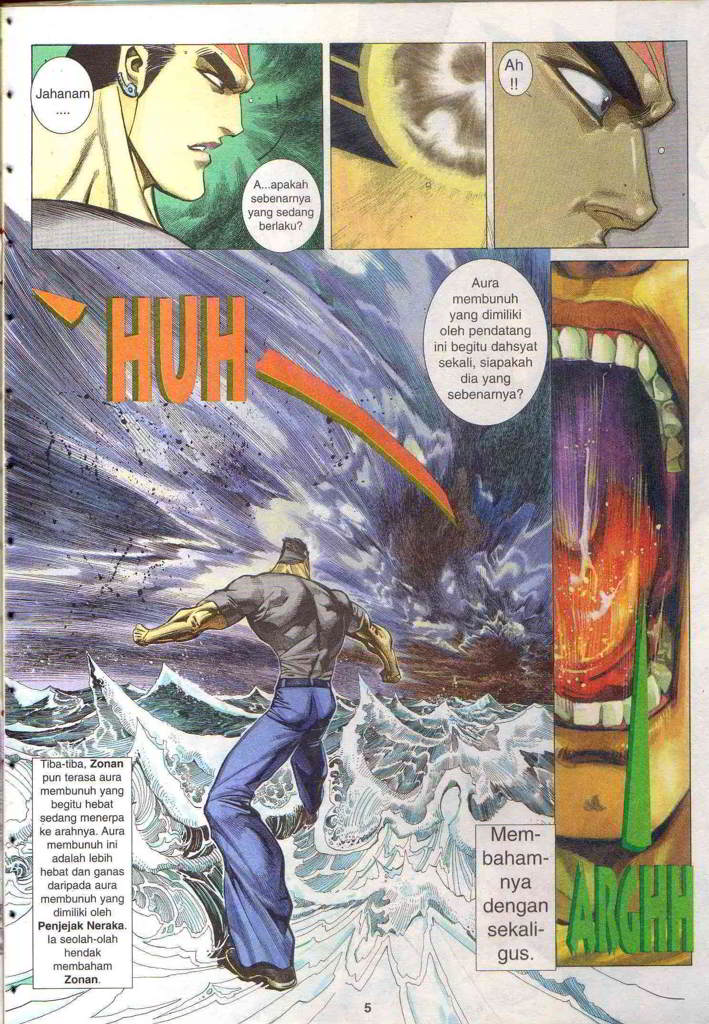 Jahanam
....
A...apakah
sebenarnya
yang sedang
berlaku?
Ah
!!
HUH
Aura
membunuh
yang dimiliki
oleh pendatang
ini begitu dahsyat
sekali, siapakah
dia yang
sebenarnya?
Tiba-tiba, Zonan
pun terasa aura
membunuh yang
begitu hebat
sedang menerpa
ke arahnya. Aura
membunuh ini
adalah lebih
hebat dan ganas
daripada aura
membunuh yang
dimiliki oleh
Penjejak Neraka.
Ia seolah-olah
hendak
membaham
Zonan.
Mem-
baham-
nya
dengan
sekali-
gus.
ARGHH
5